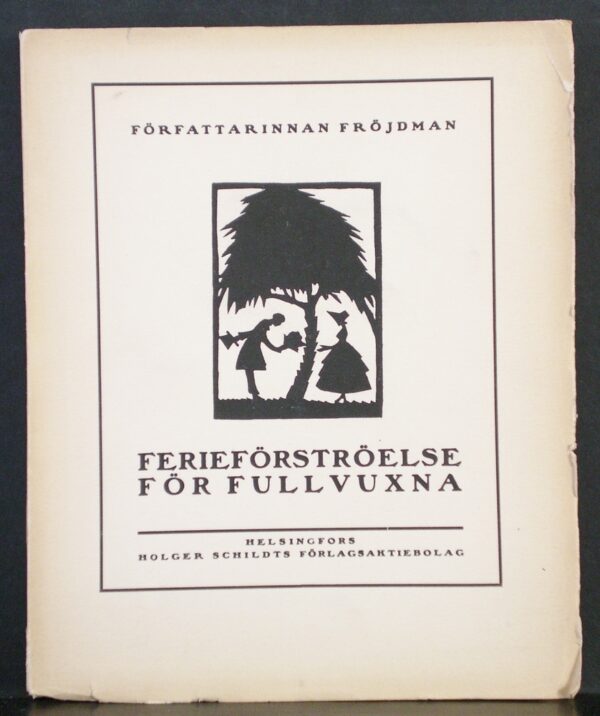 FÖRFATTARINNAN FRÖJDMAN
FERIEFÖRSTRÖELSE
FÖR FULLVUXNA
HELSINGFORS
HOLGER SCHILDTS FÖRLAGSAKTIEBOLAG